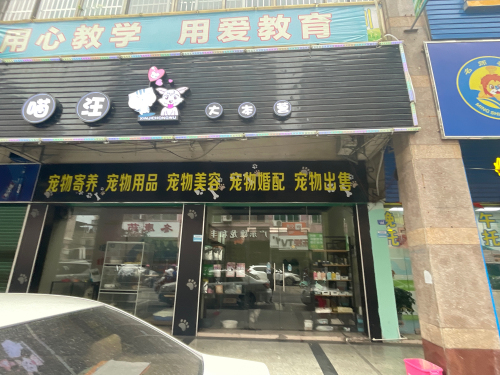 用心教学 用爱教育
喵汪
大本营
宠物寄养 宠物用品 宠物美容 宠物婚配 宠物出售